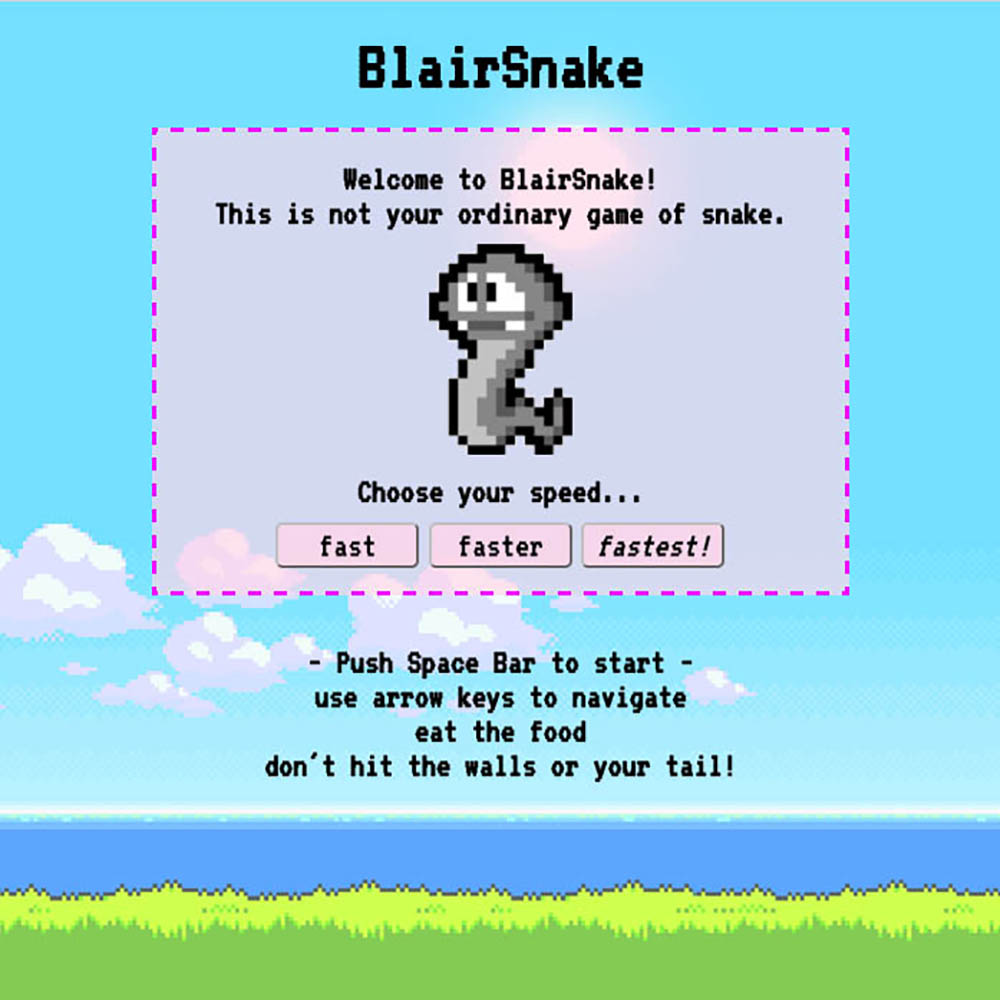 BlairSnake
Welcome to BlairSnake!
This is not your ordinary game of snake.
Choose your speed...
fast faster fastest!
- Push Space Bar to start -
use arrow keys to navigate
eat the food
don't hit the walls or your tail!